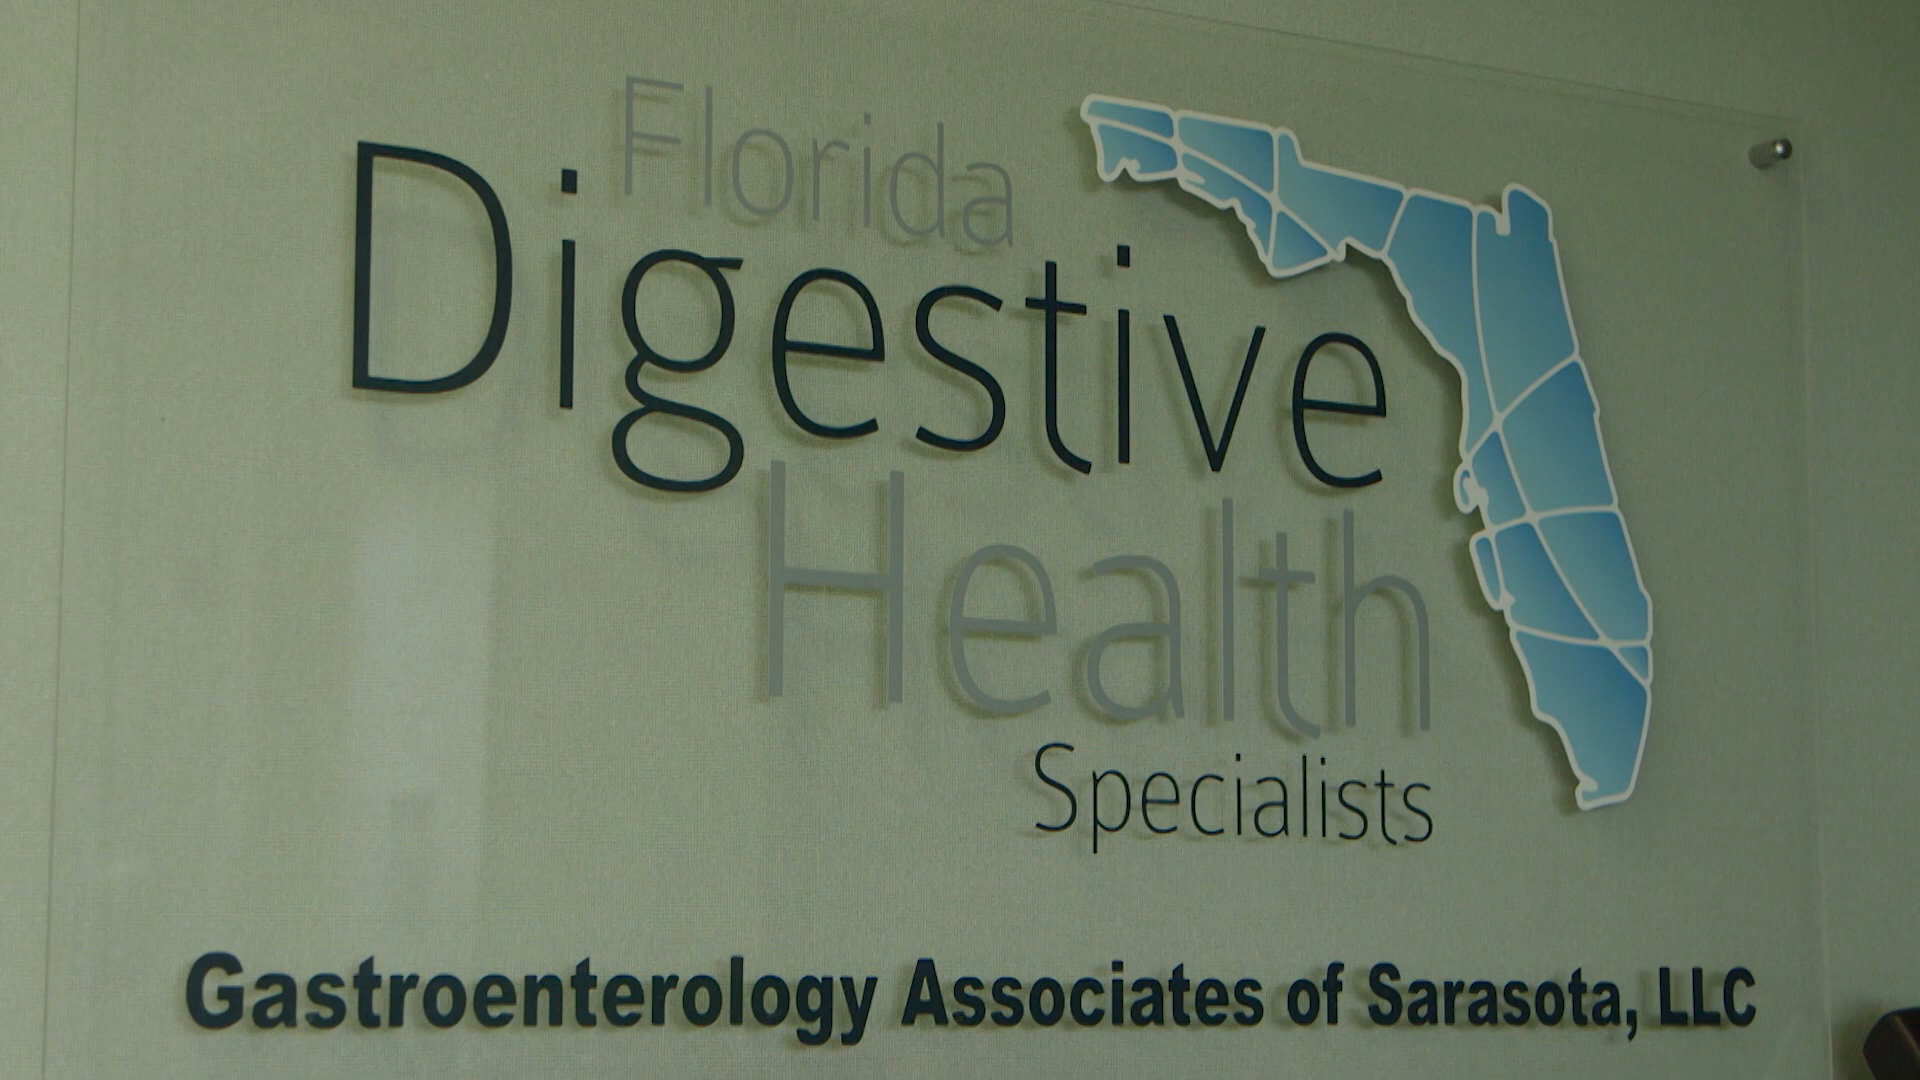 Florida
Digestive
Health
Specialists
Gastroenterology Associates of Sarasota, LLC